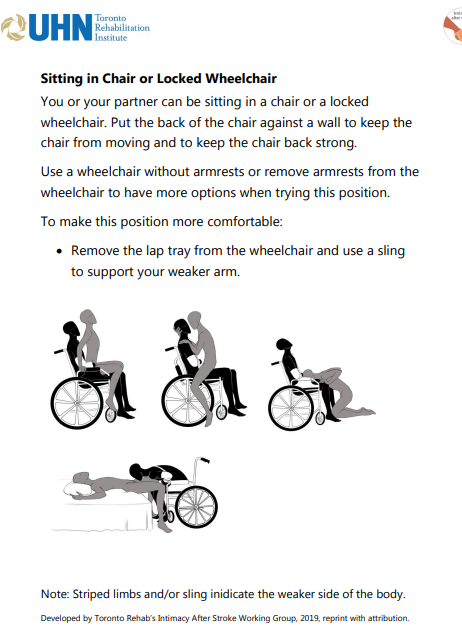 UHN Toronto
Rehabilitation
Institute
Sitting in Chair or Locked Wheelchair
You or your partner can be sitting in a chair or a locked
wheelchair. Put the back of the chair against a wall to keep the
chair from moving and to keep the chair back strong.
Use a wheelchair without armrests or remove armrests from the
wheelchair to have more options when trying this position.
To make this position more comfortable:
• Remove the lap tray from the wheelchair and use a sling
to support your weaker arm.
Note: Striped limbs and/or sling inidicate the weaker side of the body.
Developed by Toronto Rehab's Intimacy After Stroke Working Group, 2019, reprint with attribution.